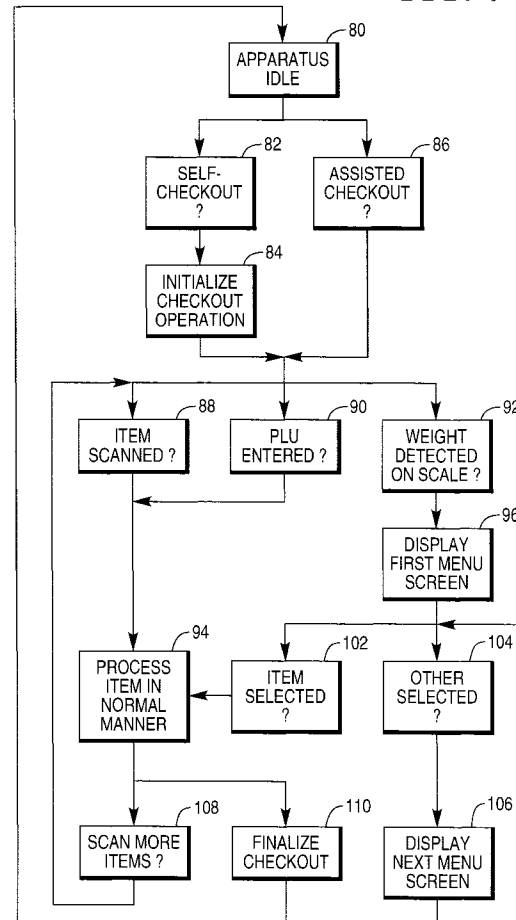 80
APPARATUS
IDLE
82
SELF-
CHECKOUT
?
86
ASSISTED
CHECKOUT
?
84
INITIALIZE
CHECKOUT
OPERATION
88
ITEM
SCANNED ?
90
PLU
ENTERED ?
92
WEIGHT
DETECTED
ON SCALE ?
96
DISPLAY
FIRST MENU
SCREEN
94
PROCESS
ITEM IN
NORMAL
MANNER
102
ITEM
SELECTED
?
104
OTHER
SELECTED
?
108
SCAN MORE
ITEMS ?
110
FINALIZE
CHECKOUT
106
DISPLAY
NEXT MENU
SCREEN